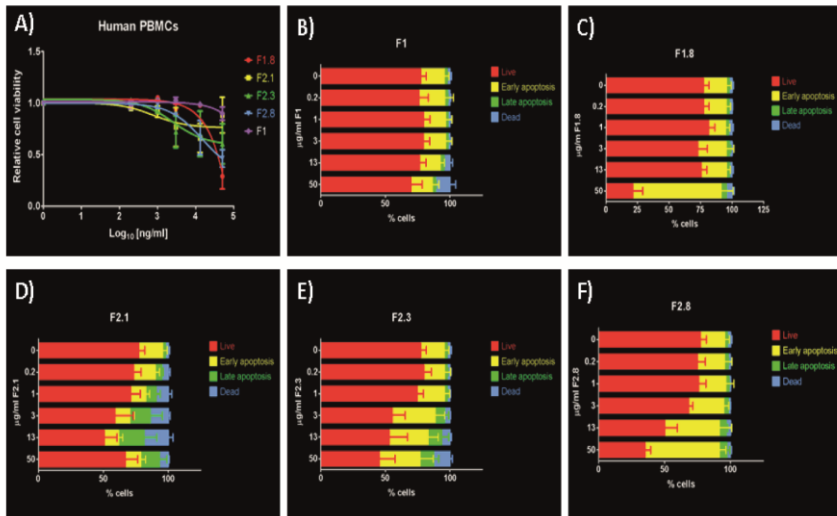 A)
Human PBMCs
Relative cell viability
1.5
1.0
0.5
0.0
0 1 2 3 4 5
Log10 [ng/ml]
F1.8
F2.1
F2.3
F2.8
F1
B)
F1
µg/ml F1
0
0.2
1
3
13
50
0 50 100
% cells
Live
Early apoptosis
Late apoptosis
Dead
C)
F1.8
µg/m F1.8
0
0.2
1
3
13
50
0 25 50 75 100 125
% cells
Live
Early apoptosis
Late apoptosis
Dead
D)
F2.1
µg/ml F2.1
0
0.2
1
3
13
50
0 50 100
% cells
Live
Early apoptosis
Late apoptosis
Dead
E)
F2.3
µg/ml F2.3
0
0.2
1
3
13
50
0 50 100
% cells
Live
Early apoptosis
Late apoptosis
Dead
F)
F2.8
µg/ml F2.8
0
0.2
1
3
13
50
0 50 100
% cells
Live
Early apoptosis
Late apoptosis
Dead